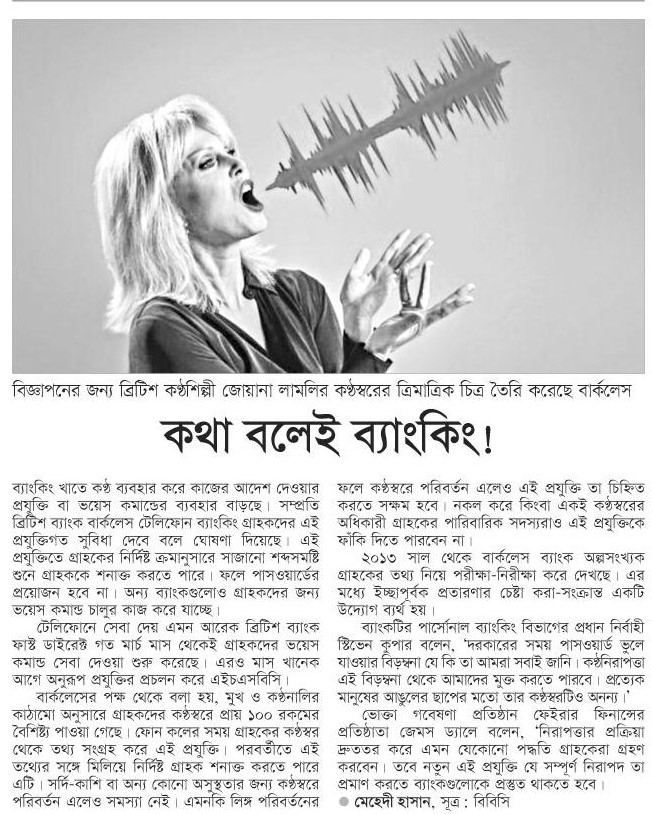 বিজ্ঞাপনের জন্য ব্রিটিশ কণ্ঠশিল্পী জোয়ানা লামলির কণ্ঠস্বরের ত্রিমাত্রিক চিত্র তৈরি করেছে বার্কলেস
কথা বলেই ব্যাংকিং!
ব্যাংকিং খাতে কণ্ঠ ব্যবহার করে কাজের আদেশ দেওয়ার
প্রযুক্তি বা ভয়েস কমান্ডের ব্যবহার বাড়ছে। সম্প্রতি
ব্রিটিশ ব্যাংক বার্কলেস টেলিফোন ব্যাংকিং গ্রাহকদের এই
প্রযুক্তিগত সুবিধা দেবে বলে ঘোষণা দিয়েছে। এই
প্রযুক্তিতে গ্রাহকের নির্দিষ্ট ক্রমানুসারে সাজানো শব্দসমষ্টি
শুনে গ্রাহককে শনাক্ত করতে পারে। ফলে পাসওয়ার্ডের
প্রয়োজন হবে না। অন্য ব্যাংকগুলোও গ্রাহকদের জন্য
ভয়েস কমান্ড চালুর কাজ করে যাচ্ছে।
টেলিফোনে সেবা দেয় এমন আরেক ব্রিটিশ ব্যাংক
ফার্স্ট ডাইরেক্ট গত মার্চ মাস থেকেই গ্রাহকদের ভয়েস
কমান্ড সেবা দেওয়া শুরু করেছে। এরও মাস খানেক
আগে অনুরূপ প্রযুক্তির প্রচলন করে এইচএসবিসি।
বার্কলেসের পক্ষ থেকে বলা হয়, মুখ ও কণ্ঠনালির
কাঠামো অনুসারে গ্রাহকদের কণ্ঠস্বরে প্রায় ১০০ রকমের
বৈশিষ্ট্য পাওয়া গেছে। ফোন কলের সময় গ্রাহকের কণ্ঠস্বর
থেকে তথ্য সংগ্রহ করে এই প্রযুক্তি। পরবর্তীতে এই
তথ্যের সঙ্গে মিলিয়ে নির্দিষ্ট গ্রাহক শনাক্ত করতে পারে
এটি। সর্দি-কাশি বা অন্য কোনো অসুস্থতার জন্য কণ্ঠস্বরে
পরিবর্তন এলেও সমস্যা নেই। এমনকি লিঙ্গ পরিবর্তনের
ফলে কণ্ঠস্বরে পরিবর্তন এলেও এই প্রযুক্তি তা চিহ্নিত
করতে সক্ষম হবে। নকল করে কিংবা একই কণ্ঠস্বরের
অধিকারী গ্রাহকের পারিবারিক সদস্যরাও এই প্রযুক্তিকে
ফাঁকি দিতে পারবেন না।
২০১৩ সাল থেকে বার্কলেস ব্যাংক অল্পসংখ্যক
গ্রাহকের তথ্য নিয়ে পরীক্ষা-নিরীক্ষা করে দেখছে। এর
মধ্যে ইচ্ছাপূর্বক প্রতারণার চেষ্টা করা-সংক্রান্ত একটি
উদ্যোগ ব্যর্থ হয়।
ব্যাংকটির পার্সোনাল ব্যাংকিং বিভাগের প্রধান নির্বাহী
স্টিভেন কুপার বলেন, ‘দরকারের সময় পাসওয়ার্ড ভুলে
যাওয়ার বিড়ম্বনা যে কি তা আমরা সবাই জানি। কণ্ঠনিরাপত্তা
এই বিড়ম্বনা থেকে আমাদের মুক্ত করতে পারবে। প্রত্যেক
মানুষের আঙুলের ছাপের মতো তার কণ্ঠস্বরটিও অনন্য।’
ভোক্তা গবেষণা প্রতিষ্ঠান ফেইরার ফিনান্সের
প্রতিষ্ঠাতা জেমস ড্যালে বলেন, ‘নিরাপত্তার প্রক্রিয়া
দ্রুততর করে এমন যেকোনো পদ্ধতি গ্রাহকেরা গ্রহণ
করবেন। তবে নতুন এই প্রযুক্তি যে সম্পূর্ণ নিরাপদ তা
প্রমাণ করতে ব্যাংকগুলোকে প্রস্তুত থাকতে হবে।
● মেহেদী হাসান, সূত্র : বিবিসি